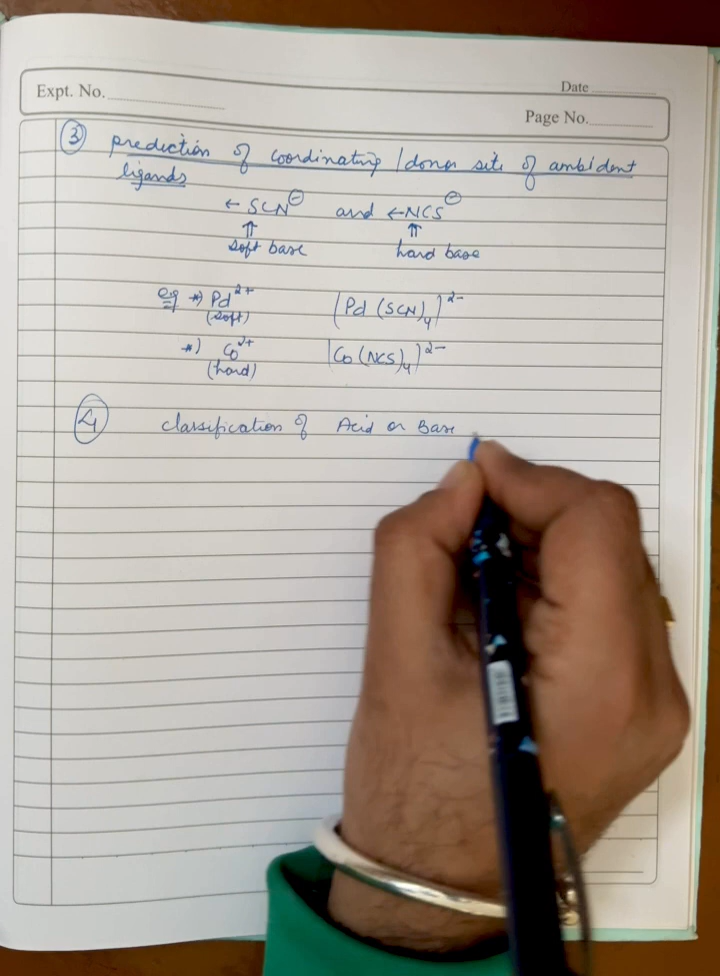 Expt. No.
Date
Page No.
③ prediction of coordinating / donor site of ambident
ligands
← SCN⊖ and ← NCS⊖
⇑ ⇑
soft base hard base
eg *) Pd²⁺ [Pd (SCN)₄]²⁻
(soft)
*) Co²⁺ [Co (NCS)₄]²⁻
(hard)
④ classification of Acid or Base